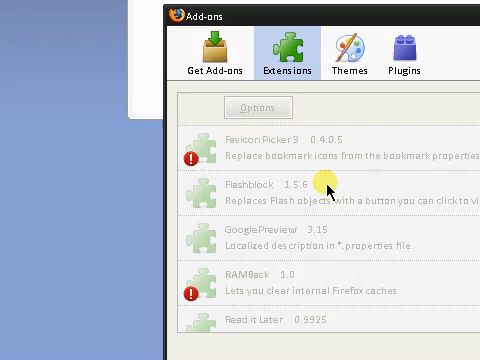 Add-ons
Get Add-ons Extensions Themes Plugins
Options
Favicon Picker 3 0.4.0.5
Replace bookmark icons from the bookmark properties
Flashblock 1.5.6
Replaces Flash objects with a button you can click to vi
GooglePreview 3.15
Localized description in *.properties file.
RAMBack 1.0
Lets you clear internal Firefox caches
Read it Later 0.9925